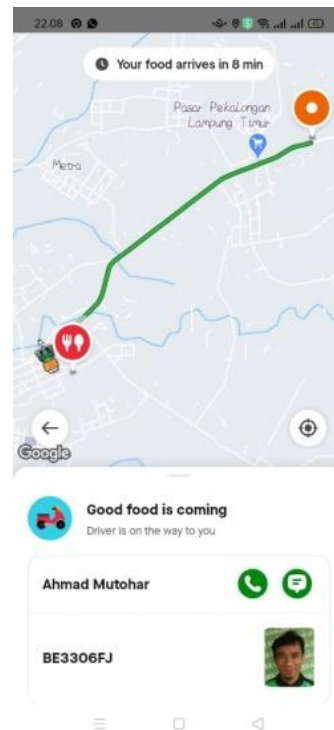 22.08
Your food arrives in 8 min
Pasar Pekalongan
Lampung Timur
Metro
Google
Good food is coming
Driver is on the way to you
Ahmad Mutohar
BE3306FJ